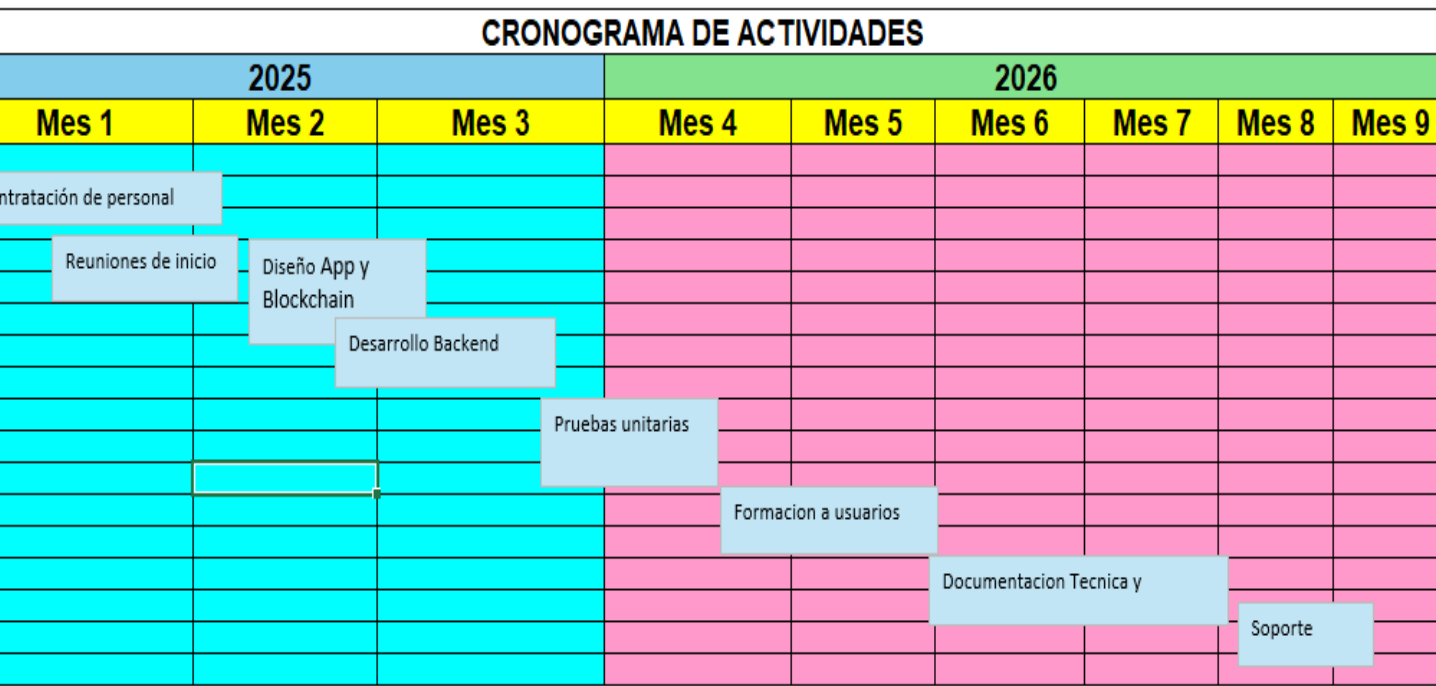 CRONOGRAMA DE ACTIVIDADES
2025 2026
Mes 1 Mes 2 Mes 3 Mes 4 Mes 5 Mes 6 Mes 7 Mes 8 Mes 9
ntratación de personal
Reuniones de inicio
Diseño App y
Blockchain
Desarrollo Backend
Pruebas unitarias
Formacion a usuarios
Documentacion Tecnica y
Soporte